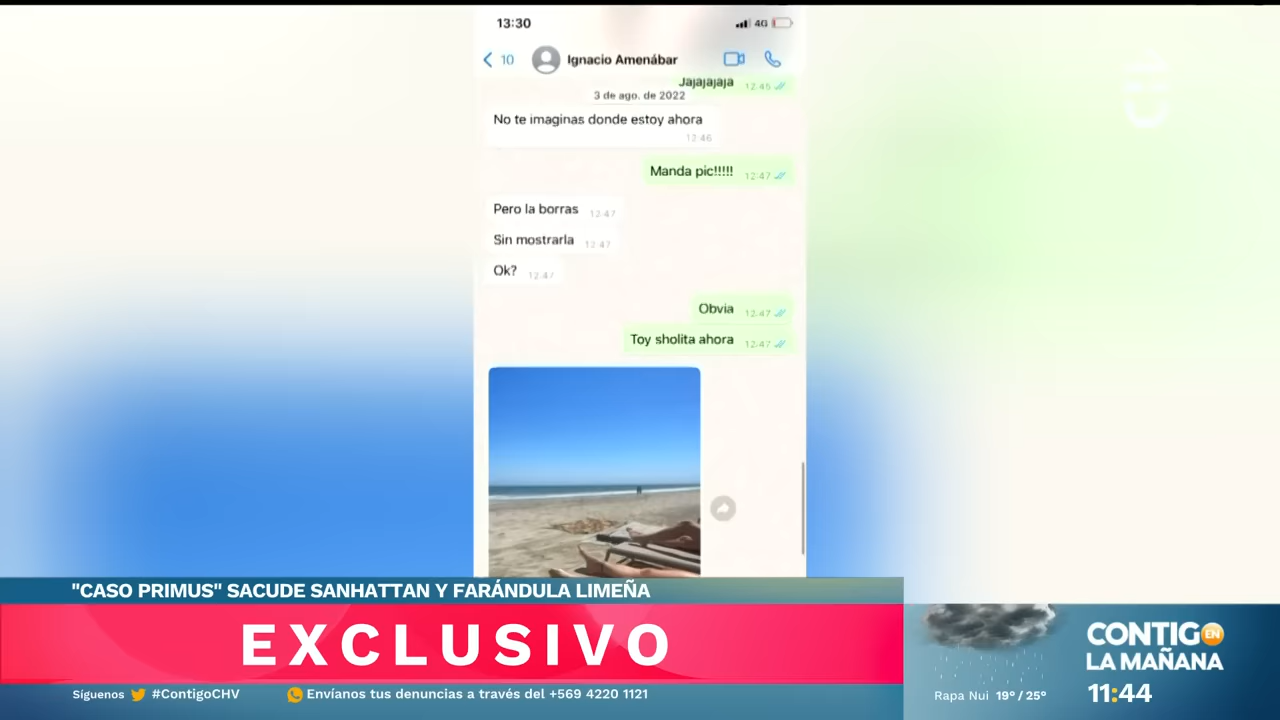 13:30
4G
10
Ignacio Amenábar
Jajajajaja 12:45
3 de ago. de 2022
No te imaginas donde estoy ahora
12:46
Manda pic!!!!! 12:47
Pero la borras 12:47
Sin mostrarla 12:47
Ok? 12:47
Obvia 12:47
Toy sholita ahora 12:47
"CASO PRIMUS" SACUDE SANHATTAN Y FARÁNDULA LIMEÑA
EXCLUSIVO
Síguenos #ContigoCHV
Envíanos tus denuncias a través del +569 4220 1121
Rapa Nui 19°/25°
CONTIGO EN
LA MAÑANA
11:44